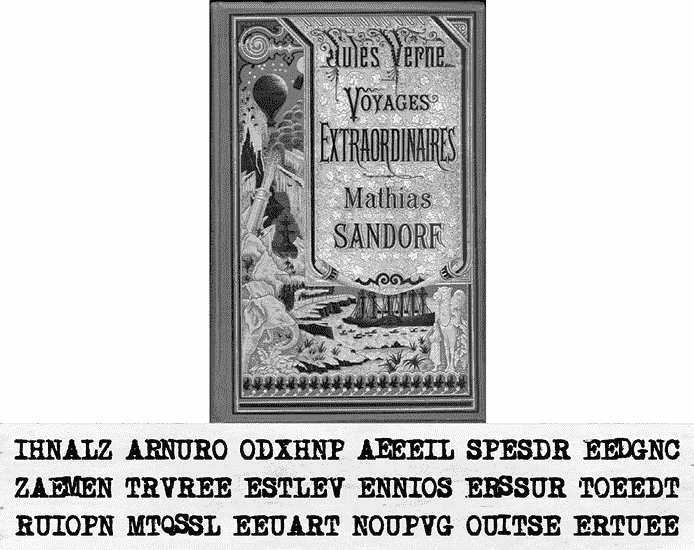 Jules Verne
VOYAGES
EXTRAORDINAIRES
Mathias
SANDORF
IHNALZ ARNURO ODXHNP AEEEIL SPESDR EEDGNC
ZAEMEN TRVREE ESTLEV ENNIOS ERSSUR TOEEDT
RUIOPN MTQSSL EEUART NOUPVG OUITSE ERTUEE